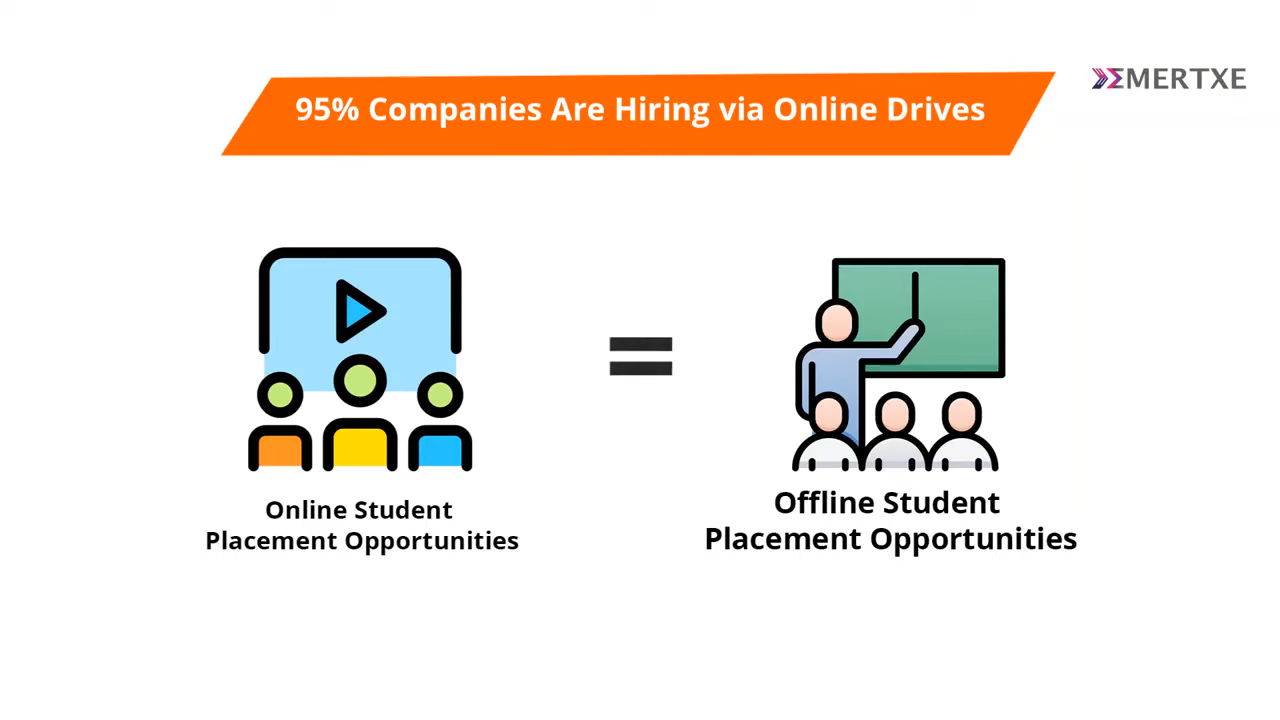 95% Companies Are Hiring via Online Drives
EMERTXE
=
Online Student
Placement Opportunities
Offline Student
Placement Opportunities